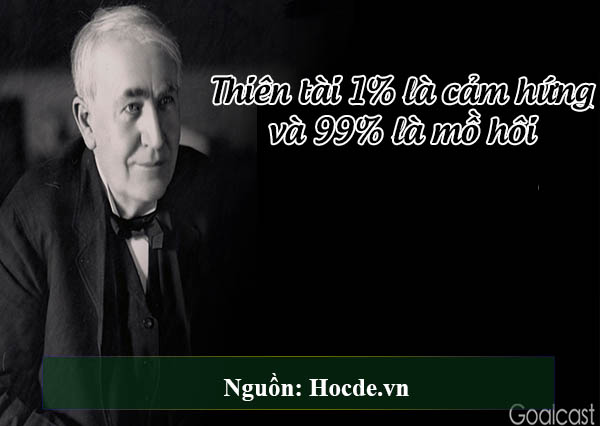 Thiên tài 1% là cảm hứng
và 99% là mồ hôi
Nguồn: Hocde.vn
Goalcast